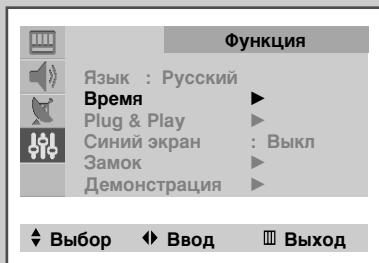 Функция
Язык : Русский
Время ▶
Plug & Play ▶
Синий экран : Выкл
Замок ▶
Демонстрация ▶
Выбор Ввод Выход